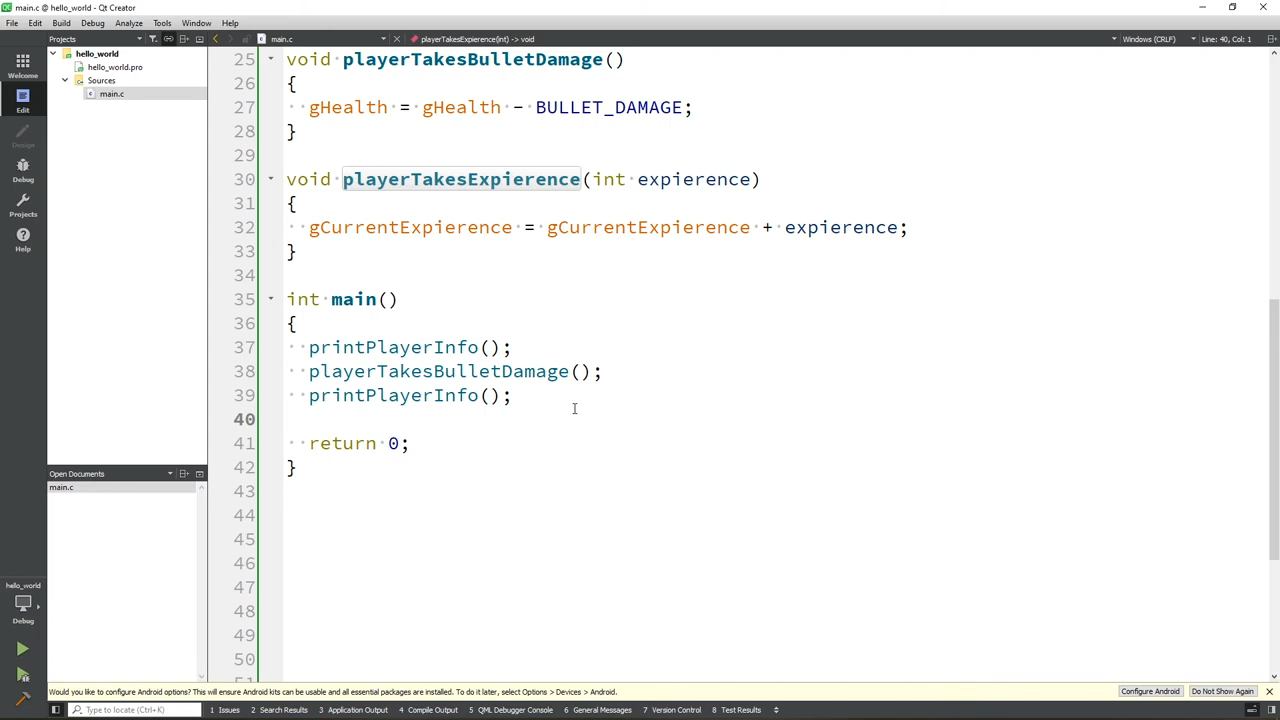 main.c @ hello_world - Qt Creator
File Edit Build Debug Analyze Tools Window Help
Projects main.c playerTakesExpierence(int) -> void Windows (CRLF) Line: 40, Col: 1
Welcome
Edit
Design
Debug
Projects
Help
hello_world
hello_world.pro
Sources
main.c
Open Documents
main.c
25 void playerTakesBulletDamage()
26 {
27 gHealth = gHealth - BULLET_DAMAGE;
28 }
29
30 void playerTakesExpierence(int expierence)
31 {
32 gCurrentExpierence = gCurrentExpierence + expierence;
33 }
34
35 int main()
36 {
37 printPlayerInfo();
38 playerTakesBulletDamage();
39 printPlayerInfo();
40
41 return 0;
42 }
43
44
45
46
47
48
49
50
hello_world
Debug
Would you like to configure Android options? This will ensure Android kits can be usable and all essential packages are installed. To do it later, select Options > Devices > Android. Configure Android Do Not Show Again
Type to locate (Ctrl+K) 1 Issues 2 Search Results 3 Application Output 4 Compile Output 5 QML Debugger Console 6 General Messages 7 Version Control 8 Test Results